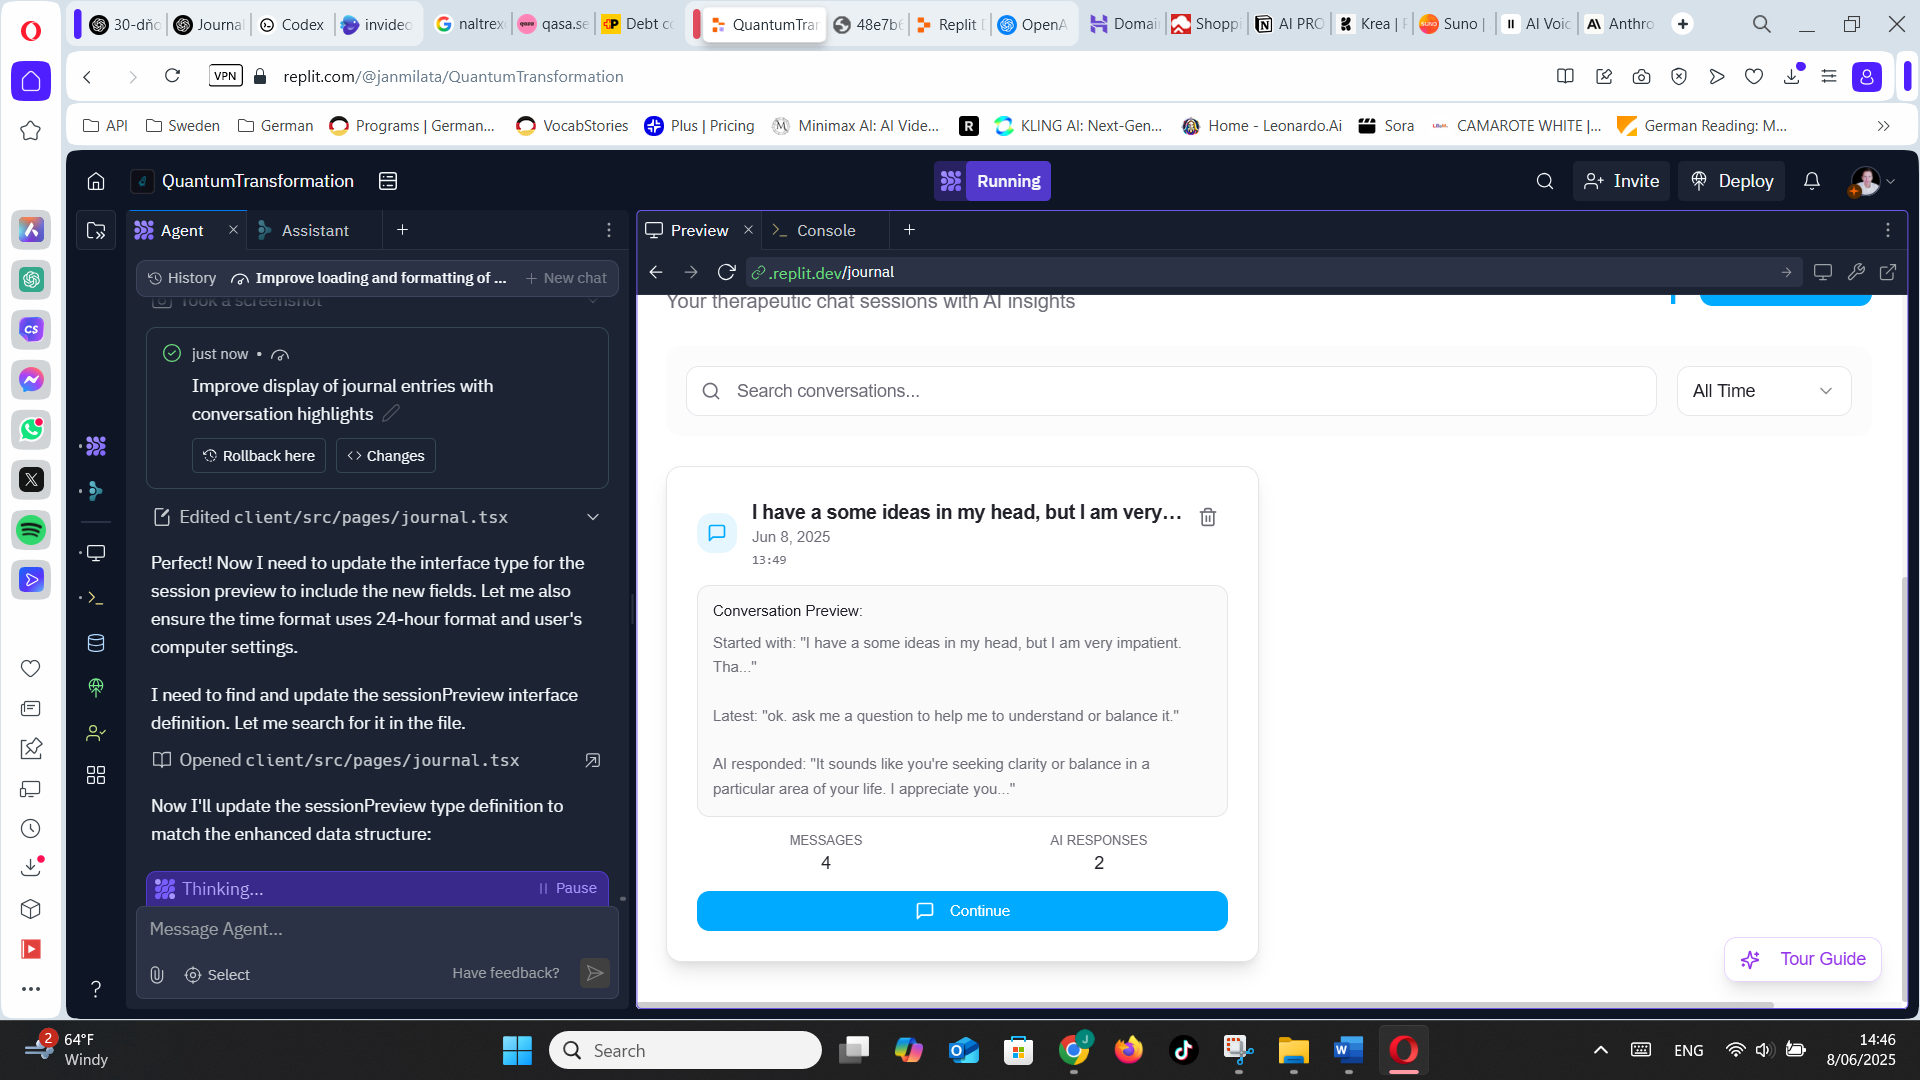 30-dňo
Journal
Codex
invideo
naltrex
qasa.se
Debt co
QuantumTran
48e7b6
Replit
OpenA
Domai
Shoppi
AI PRO
Krea |
Suno |
AI Voic
Anthro
VPN
replit.com/@janmilata/QuantumTransformation
API
Sweden
German
Programs | German...
VocabStories
Plus | Pricing
Minimax AI: AI Vide...
R
KLING AI: Next-Gen...
Home - Leonardo.Ai
Sora
CAMAROTE WHITE |...
German Reading: M...
QuantumTransformation
Running
Invite
Deploy
Agent
Assistant
Preview
Console
History
Improve loading and formatting of ...
New chat
.replit.dev/journal
Took a screenshot
just now •
Improve display of journal entries with
conversation highlights
Rollback here
Changes
Edited client/src/pages/journal.tsx
Perfect! Now I need to update the interface type for the
session preview to include the new fields. Let me also
ensure the time format uses 24-hour format and user's
computer settings.
I need to find and update the sessionPreview interface
definition. Let me search for it in the file.
Opened client/src/pages/journal.tsx
Now I'll update the sessionPreview type definition to
match the enhanced data structure:
Thinking...
Pause
Message Agent...
Select
Have feedback?
Your therapeutic chat sessions with AI insights
Search conversations...
All Time
I have a some ideas in my head, but I am very...
Jun 8, 2025
13:49
Conversation Preview:
Started with: "I have a some ideas in my head, but I am very impatient.
Tha..."
Latest: "ok. ask me a question to help me to understand or balance it."
AI responded: "It sounds like you're seeking clarity or balance in a
particular area of your life. I appreciate you..."
MESSAGES
4
AI RESPONSES
2
Continue
Tour Guide
2
64°F
Windy
Search
ENG
14:46
8/06/2025